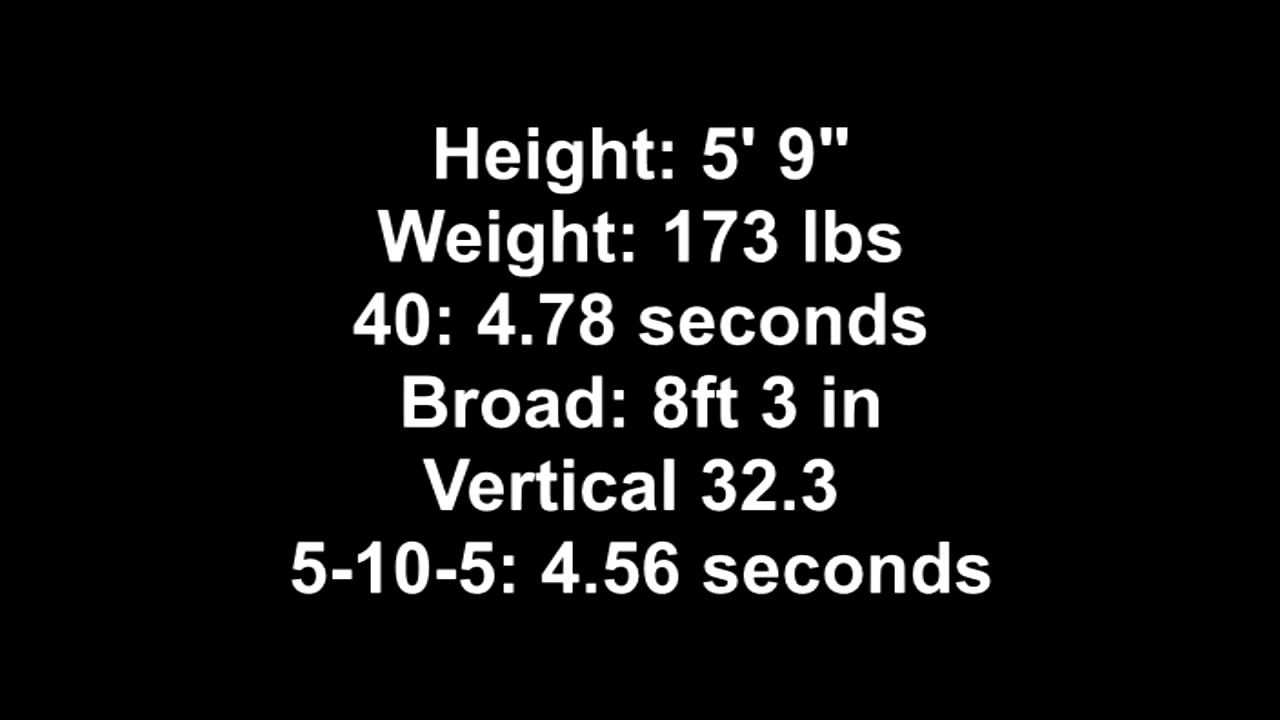 Height: 5' 9"
Weight: 173 lbs
40: 4.78 seconds
Broad: 8ft 3 in
Vertical 32.3
5-10-5: 4.56 seconds